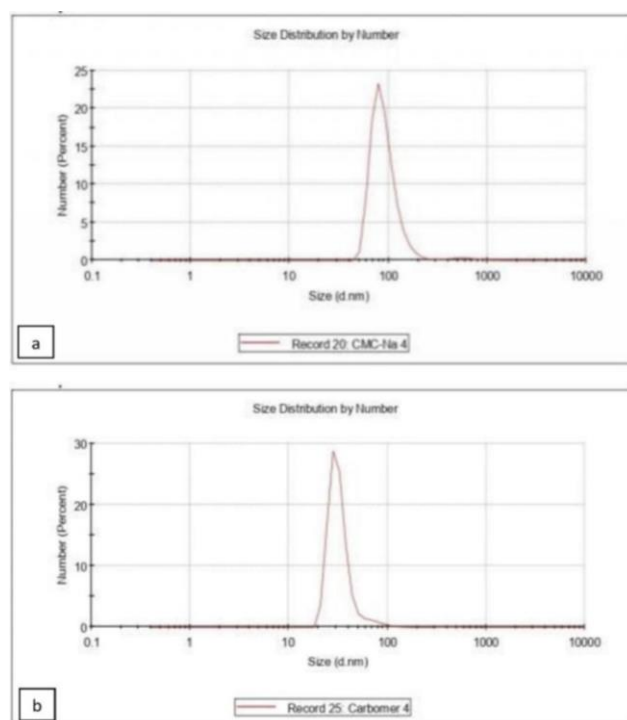 Size Distribution by Number
25
20
15
10
5
0
Number (Percent)
0.1 1 10 100 1000 10000
Size (d.nm)
a
Record 20: CMC-Na 4
Size Distribution by Number
30
20
10
0
Number (Percent)
0.1 1 10 100 1000 10000
Size (d.nm)
b
Record 25: Carbomer 4